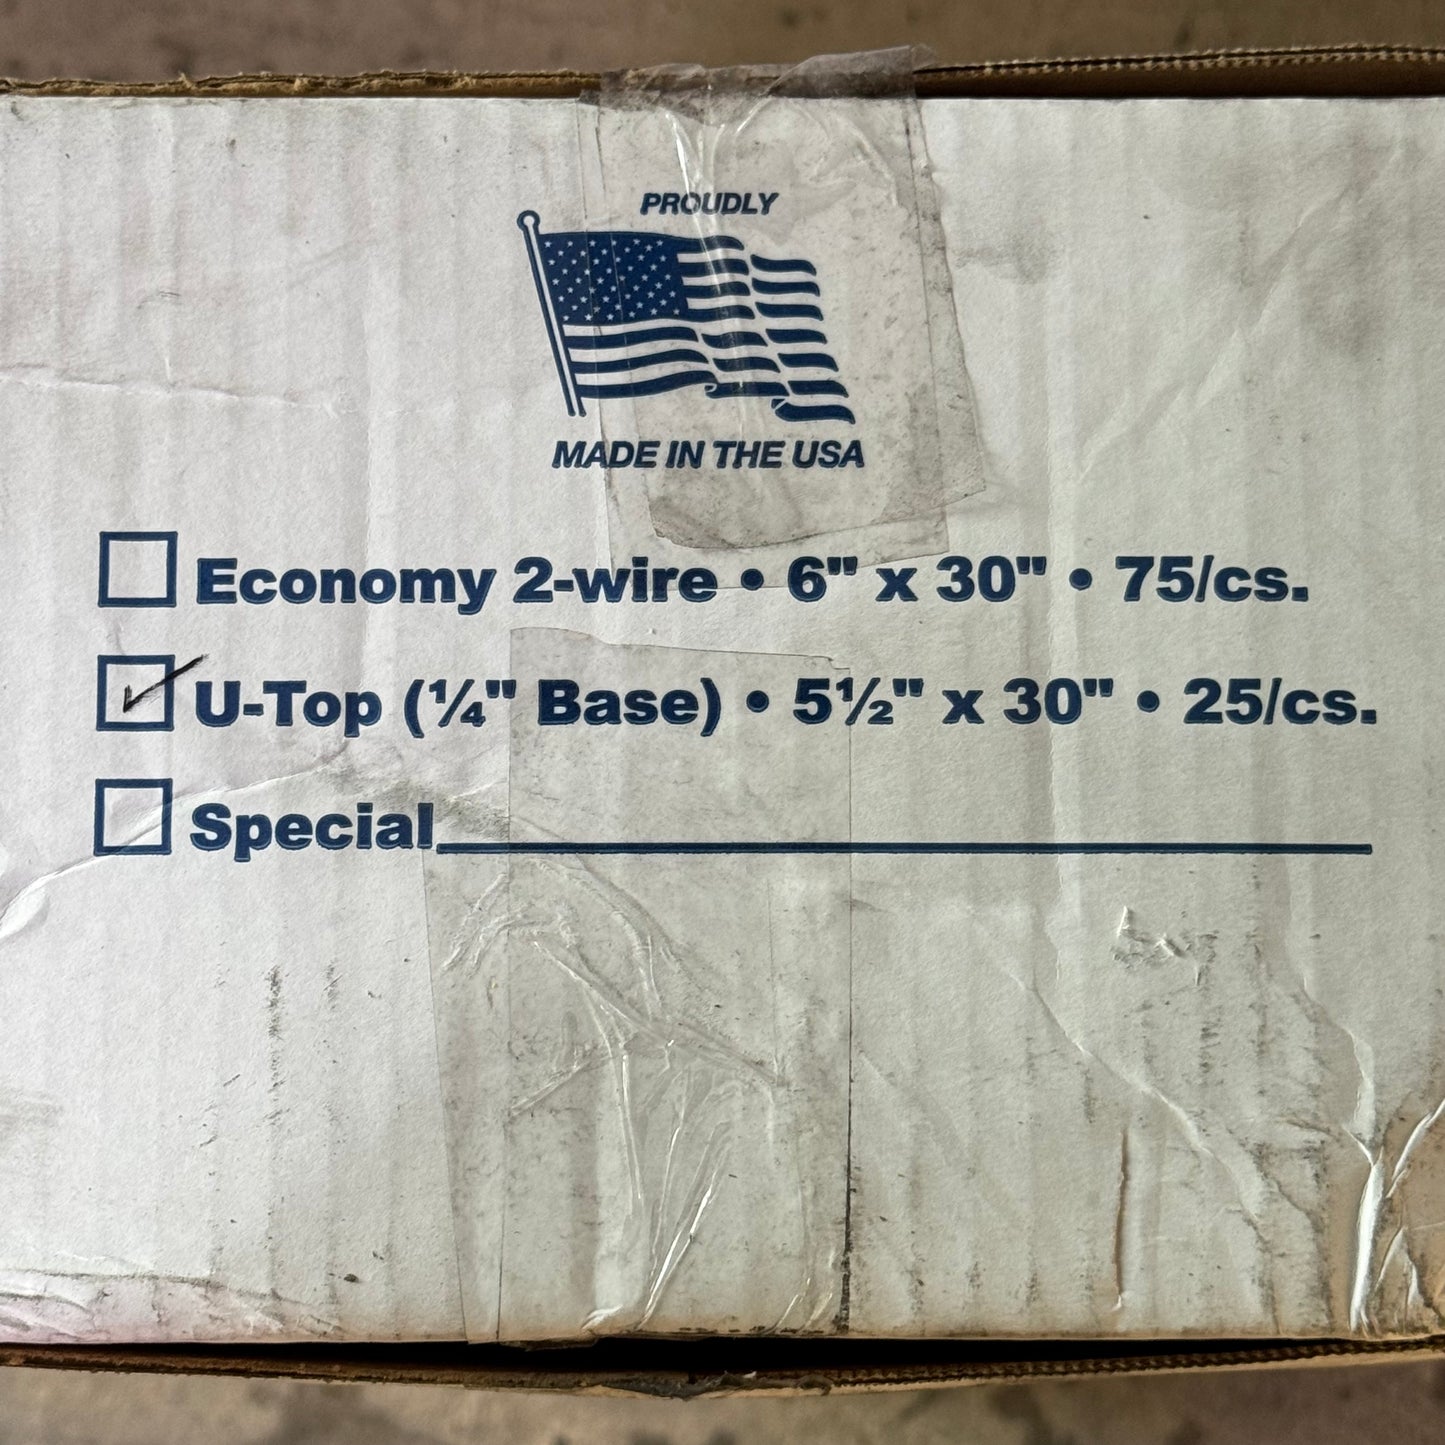 PROUDLY
MADE IN THE USA
Economy 2-wire • 6" x 30" • 75/cs.
U-Top (¼" Base) • 5½" x 30" • 25/cs.
Special